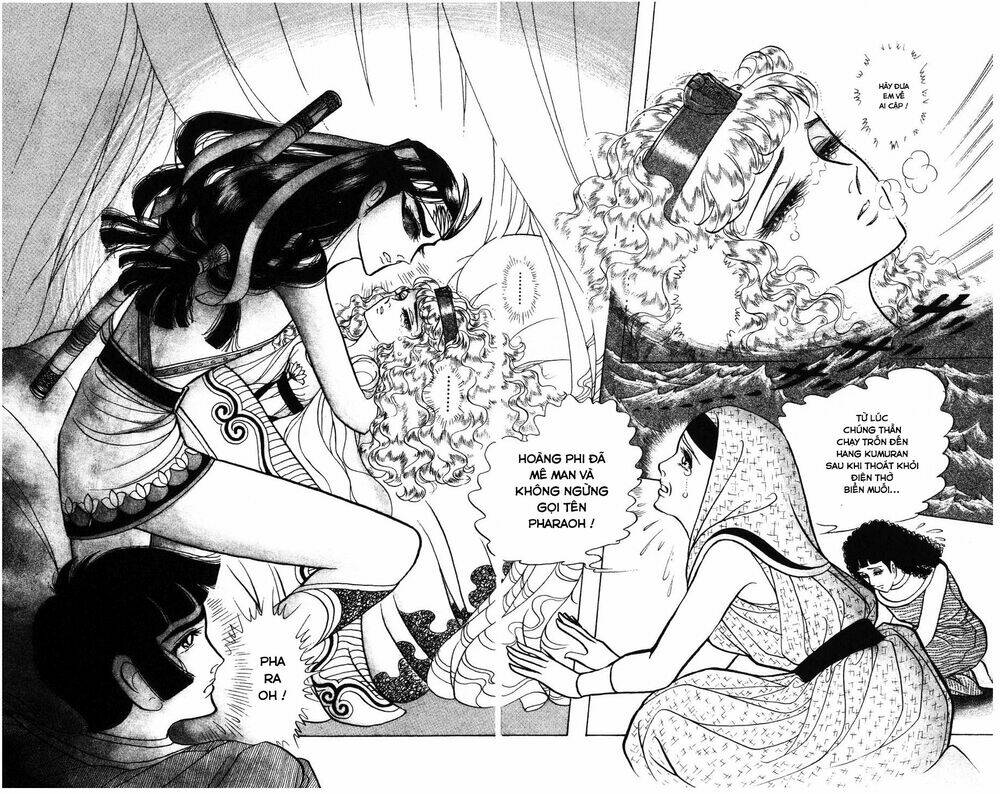 HÃY ĐƯA
EM VỀ
AI CẬP !
TỪ LÚC
CHÚNG THẦN
CHẠY TRỐN ĐẾN
HANG KUMURAN
SAU KHI THOÁT KHỎI
ĐIỆN THỜ
BIỂN MUỐI...
HOÀNG PHI ĐÃ
MÊ MAN VÀ
KHÔNG NGỪNG
GỌI TÊN
PHARAOH !
PHA
RA
OH !